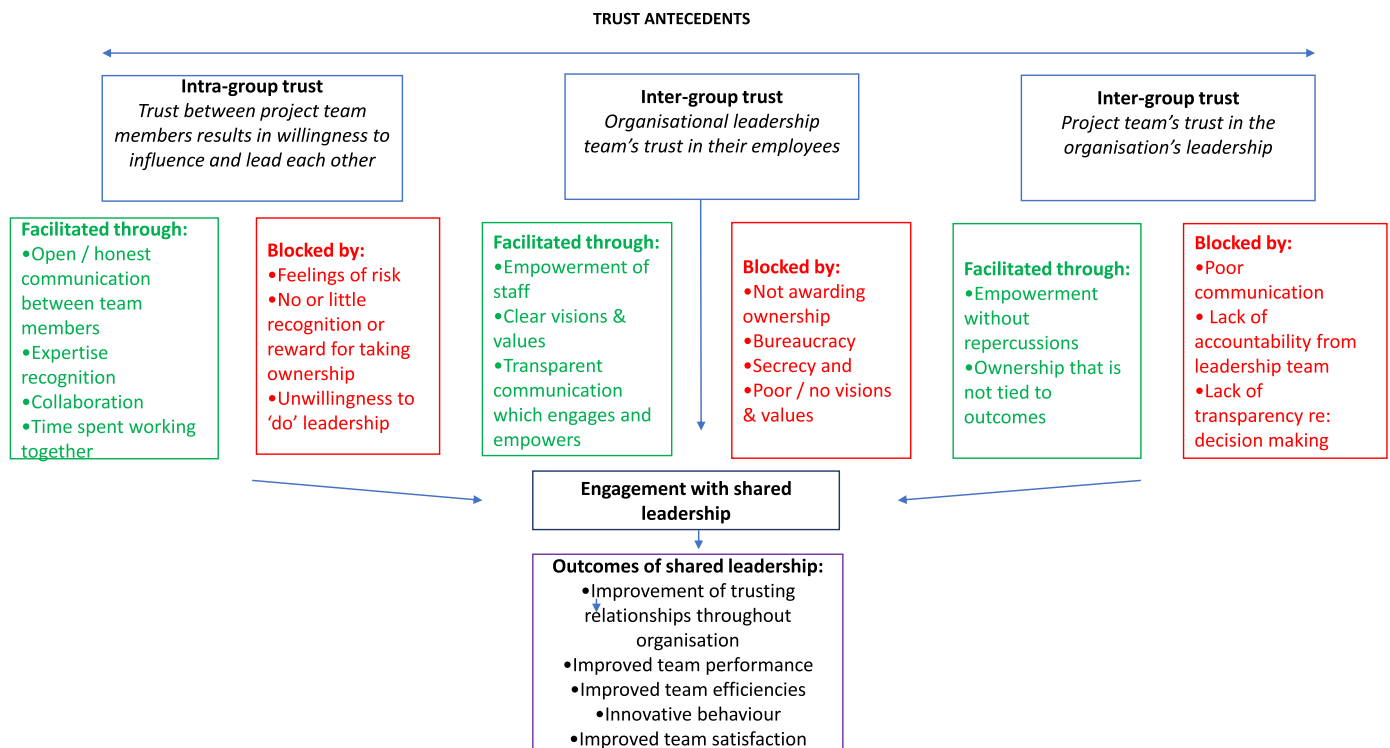 TRUST ANTECEDENTS
Intra-group trust
Trust between project team
members results in willingness to
influence and lead each other
Inter-group trust
Organisational leadership
team’s trust in their employees
Inter-group trust
Project team’s trust in the
organisation’s leadership
Facilitated through:
•Open / honest
communication
between team
members
•Expertise
recognition
•Collaboration
•Time spent working
together
Blocked by:
•Feelings of risk
•No or little
recognition or
reward for taking
ownership
•Unwillingness to
‘do’ leadership
Facilitated through:
•Empowerment of
staff
•Clear visions &
values
•Transparent
communication
which engages and
empowers
Blocked by:
•Not awarding
ownership
•Bureaucracy
•Secrecy and
•Poor / no visions
& values
Facilitated through:
•Empowerment
without
repercussions
•Ownership that is
not tied to
outcomes
Blocked by:
•Poor
communication
• Lack of
accountability from
leadership team
•Lack of
transparency re:
decision making
Engagement with shared
leadership
Outcomes of shared leadership:
•Improvement of trusting
relationships throughout
organisation
•Improved team performance
•Improved team efficiencies
•Innovative behaviour
•Improved team satisfaction